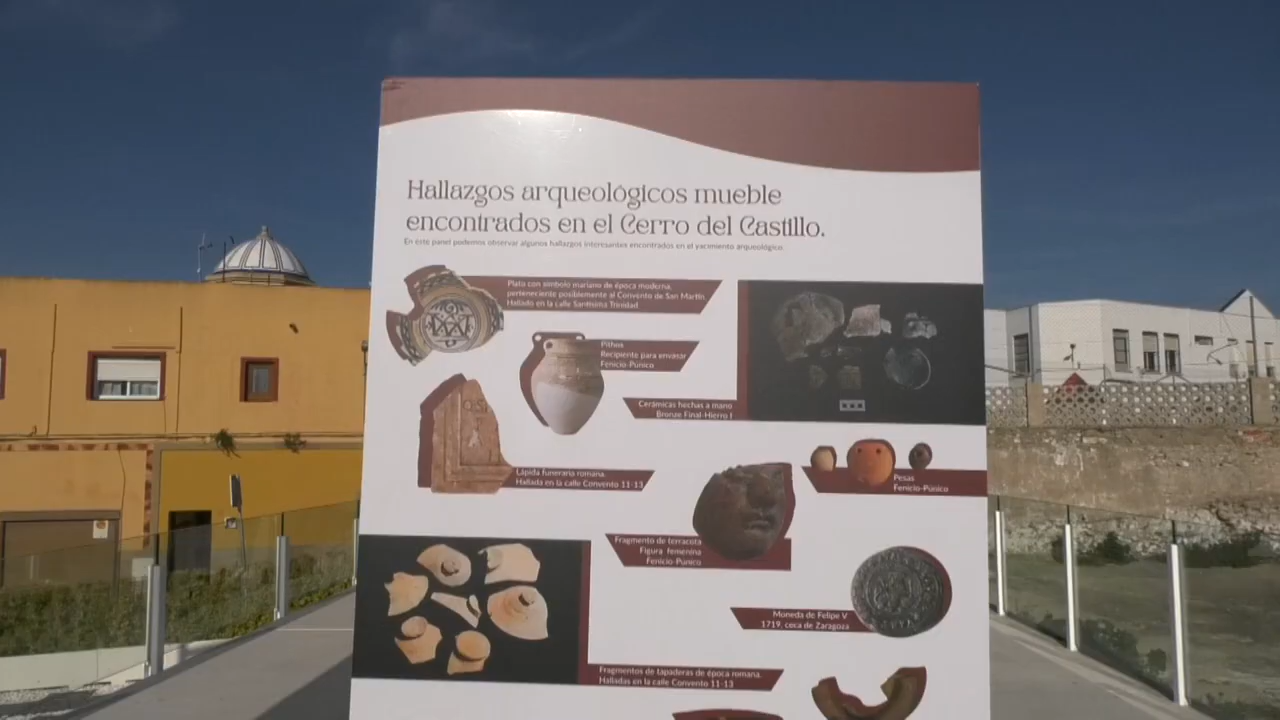 Hallazgos arqueológicos mueble
encontrados en el Cerro del Castillo.
En este panel podemos observar algunos hallazgos interesantes encontrados en el yacimiento arqueológico.
Plato con símbolo mariano de época moderna,
perteneciente posiblemente al Convento de San Martín.
Hallado en la calle Santísima Trinidad
Pithos
Recipiente para envasar
Fenicio-Púnico
Cerámicas hechas a mano
Bronze Final-Hierro I
Lápida funeraria romana.
Hallada en la calle Convento 11-13
Pesas
Fenicio-Púnico
Fragmento de terracota
Figura femenina
Fenicio-Púnico
Moneda de Felipe V
1719, ceca de Zaragoza
Fragmentos de tapaderas de época romana.
Halladas en la calle Convento 11-13